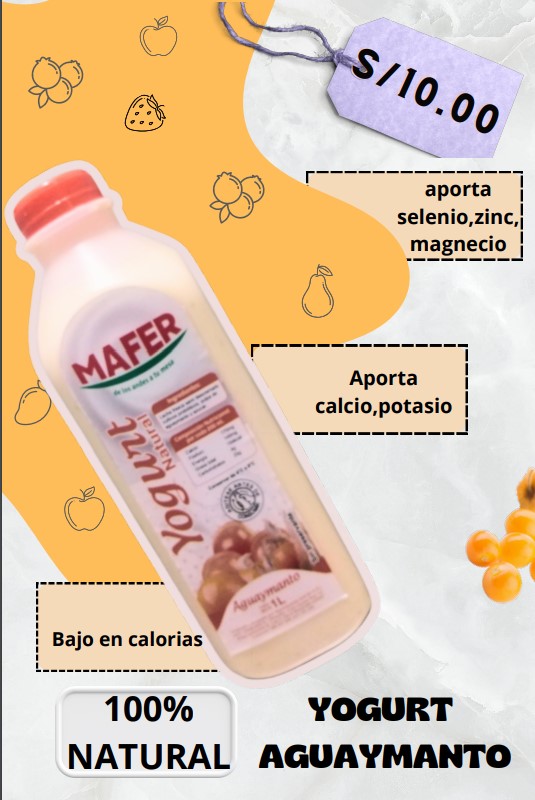 S/10.00
aporta
selenio,zinc,
magnecio
Aporta
calcio,potasio
MAFER
de los andes a tu mesa
Yogurt
Natural
Aguaymanto
1L
Bajo en calorias
100%
NATURAL
YOGURT
AGUAYMANTO